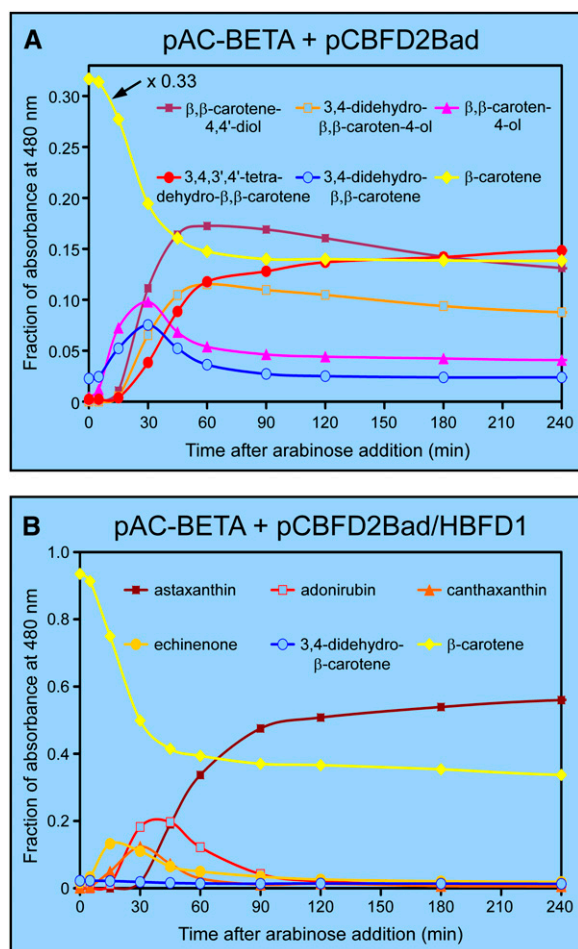 A
pAC-BETA + pCBFD2Bad
x 0.33
β,β-carotene-
4,4'-diol
3,4-didehydro-
β,β-caroten-4-ol
β,β-caroten-
4-ol
3,4,3',4'-tetra-
dehydro-β,β-carotene
3,4-didehydro-
β,β-carotene
β-carotene
Fraction of absorbance at 480 nm
0.30
0.25
0.20
0.15
0.10
0.05
0
0 30 60 90 120 150 180 210 240
Time after arabinose addition (min)
B
pAC-BETA + pCBFD2Bad/HBFD1
astaxanthin
adonirubin
canthaxanthin
echinenone
3,4-didehydro-
β-carotene
β-carotene
Fraction of absorbance at 480 nm
1.0
0.8
0.6
0.4
0.2
0
0 30 60 90 120 150 180 210 240
Time after arabinose addition (min)